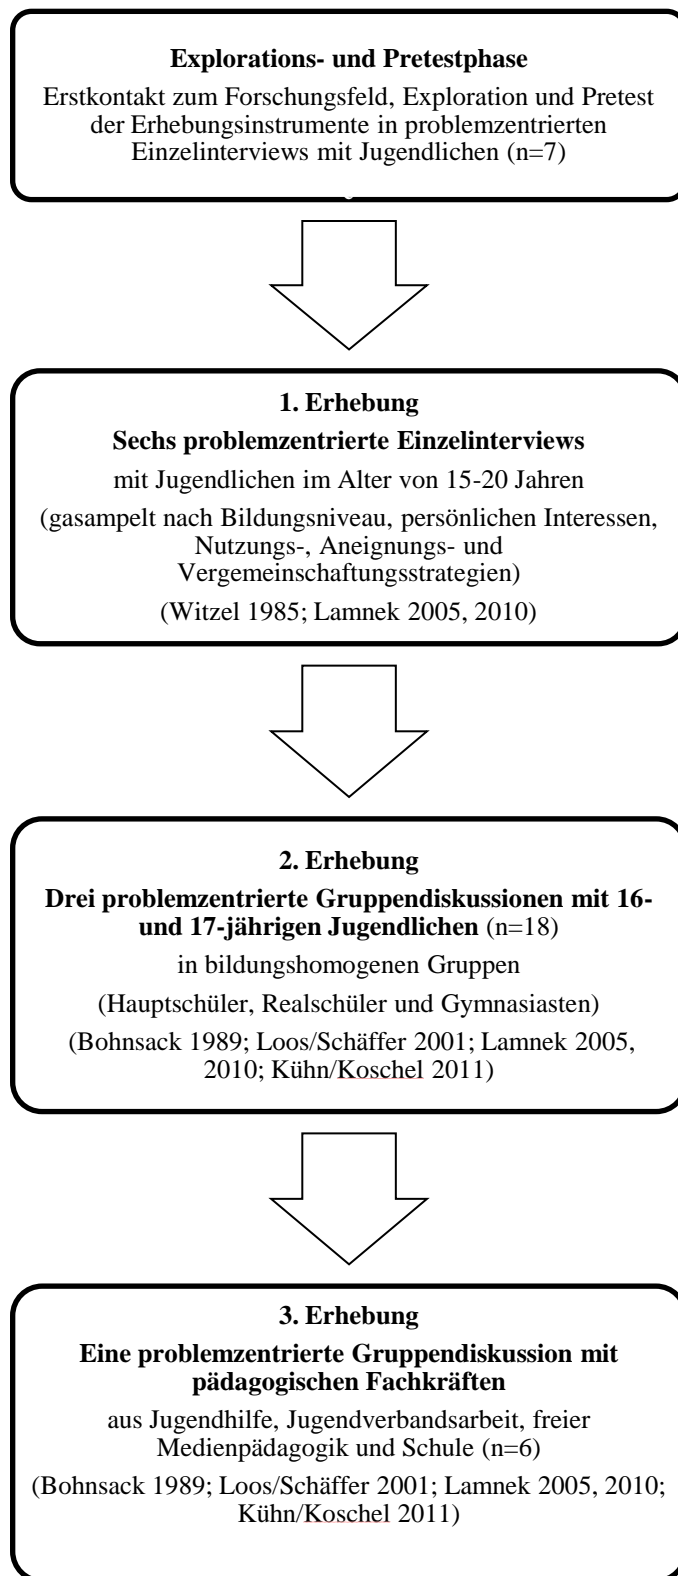 Explorations- und Pretestphase
Erstkontakt zum Forschungsfeld, Exploration und Pretest
der Erhebungsinstrumente in problemzentrierten
Einzelinterviews mit Jugendlichen (n=7)
1. Erhebung
Sechs problemzentrierte Einzelinterviews
mit Jugendlichen im Alter von 15-20 Jahren
(gasampelt nach Bildungsniveau, persönlichen Interessen,
Nutzungs-, Aneignungs- und
Vergemeinschaftungsstrategien)
(Witzel 1985; Lamnek 2005, 2010)
2. Erhebung
Drei problemzentrierte Gruppendiskussionen mit 16-
und 17-jährigen Jugendlichen (n=18)
in bildungshomogenen Gruppen
(Hauptschüler, Realschüler und Gymnasiasten)
(Bohnsack 1989; Loos/Schäffer 2001; Lamnek 2005,
2010; Kühn/Koschel 2011)
3. Erhebung
Eine problemzentrierte Gruppendiskussion mit
pädagogischen Fachkräften
aus Jugendhilfe, Jugendverbandsarbeit, freier
Medienpädagogik und Schule (n=6)
(Bohnsack 1989; Loos/Schäffer 2001; Lamnek 2005, 2010;
Kühn/Koschel 2011)